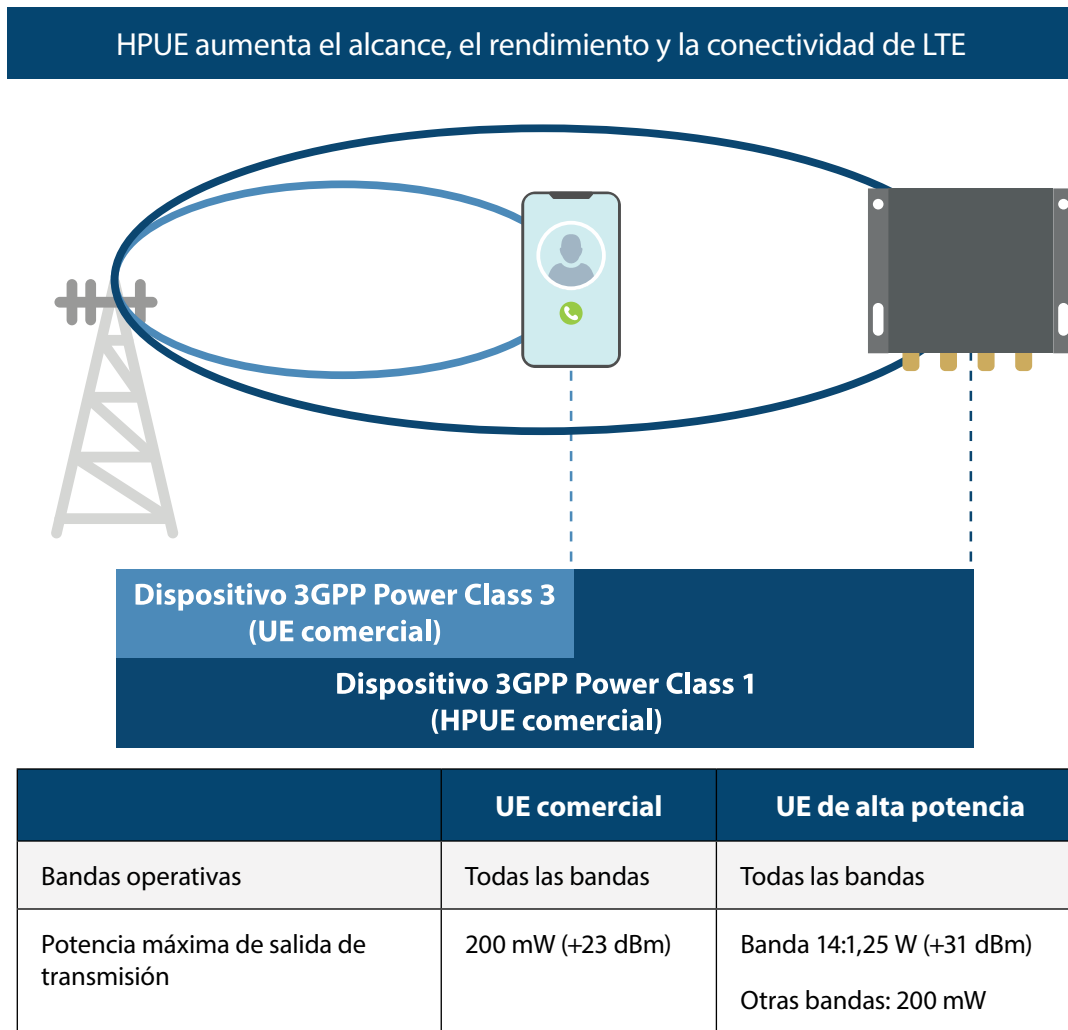 HPUE aumenta el alcance, el rendimiento y la conectividad de LTE
Dispositivo 3GPP Power Class 3
(UE comercial)
Dispositivo 3GPP Power Class 1
(HPUE comercial)
UE comercial
UE de alta potencia
Bandas operativas
Todas las bandas
Todas las bandas
Potencia máxima de salida de
transmisión
200 mW (+23 dBm)
Banda 14:1,25 W (+31 dBm)
Otras bandas: 200 mW